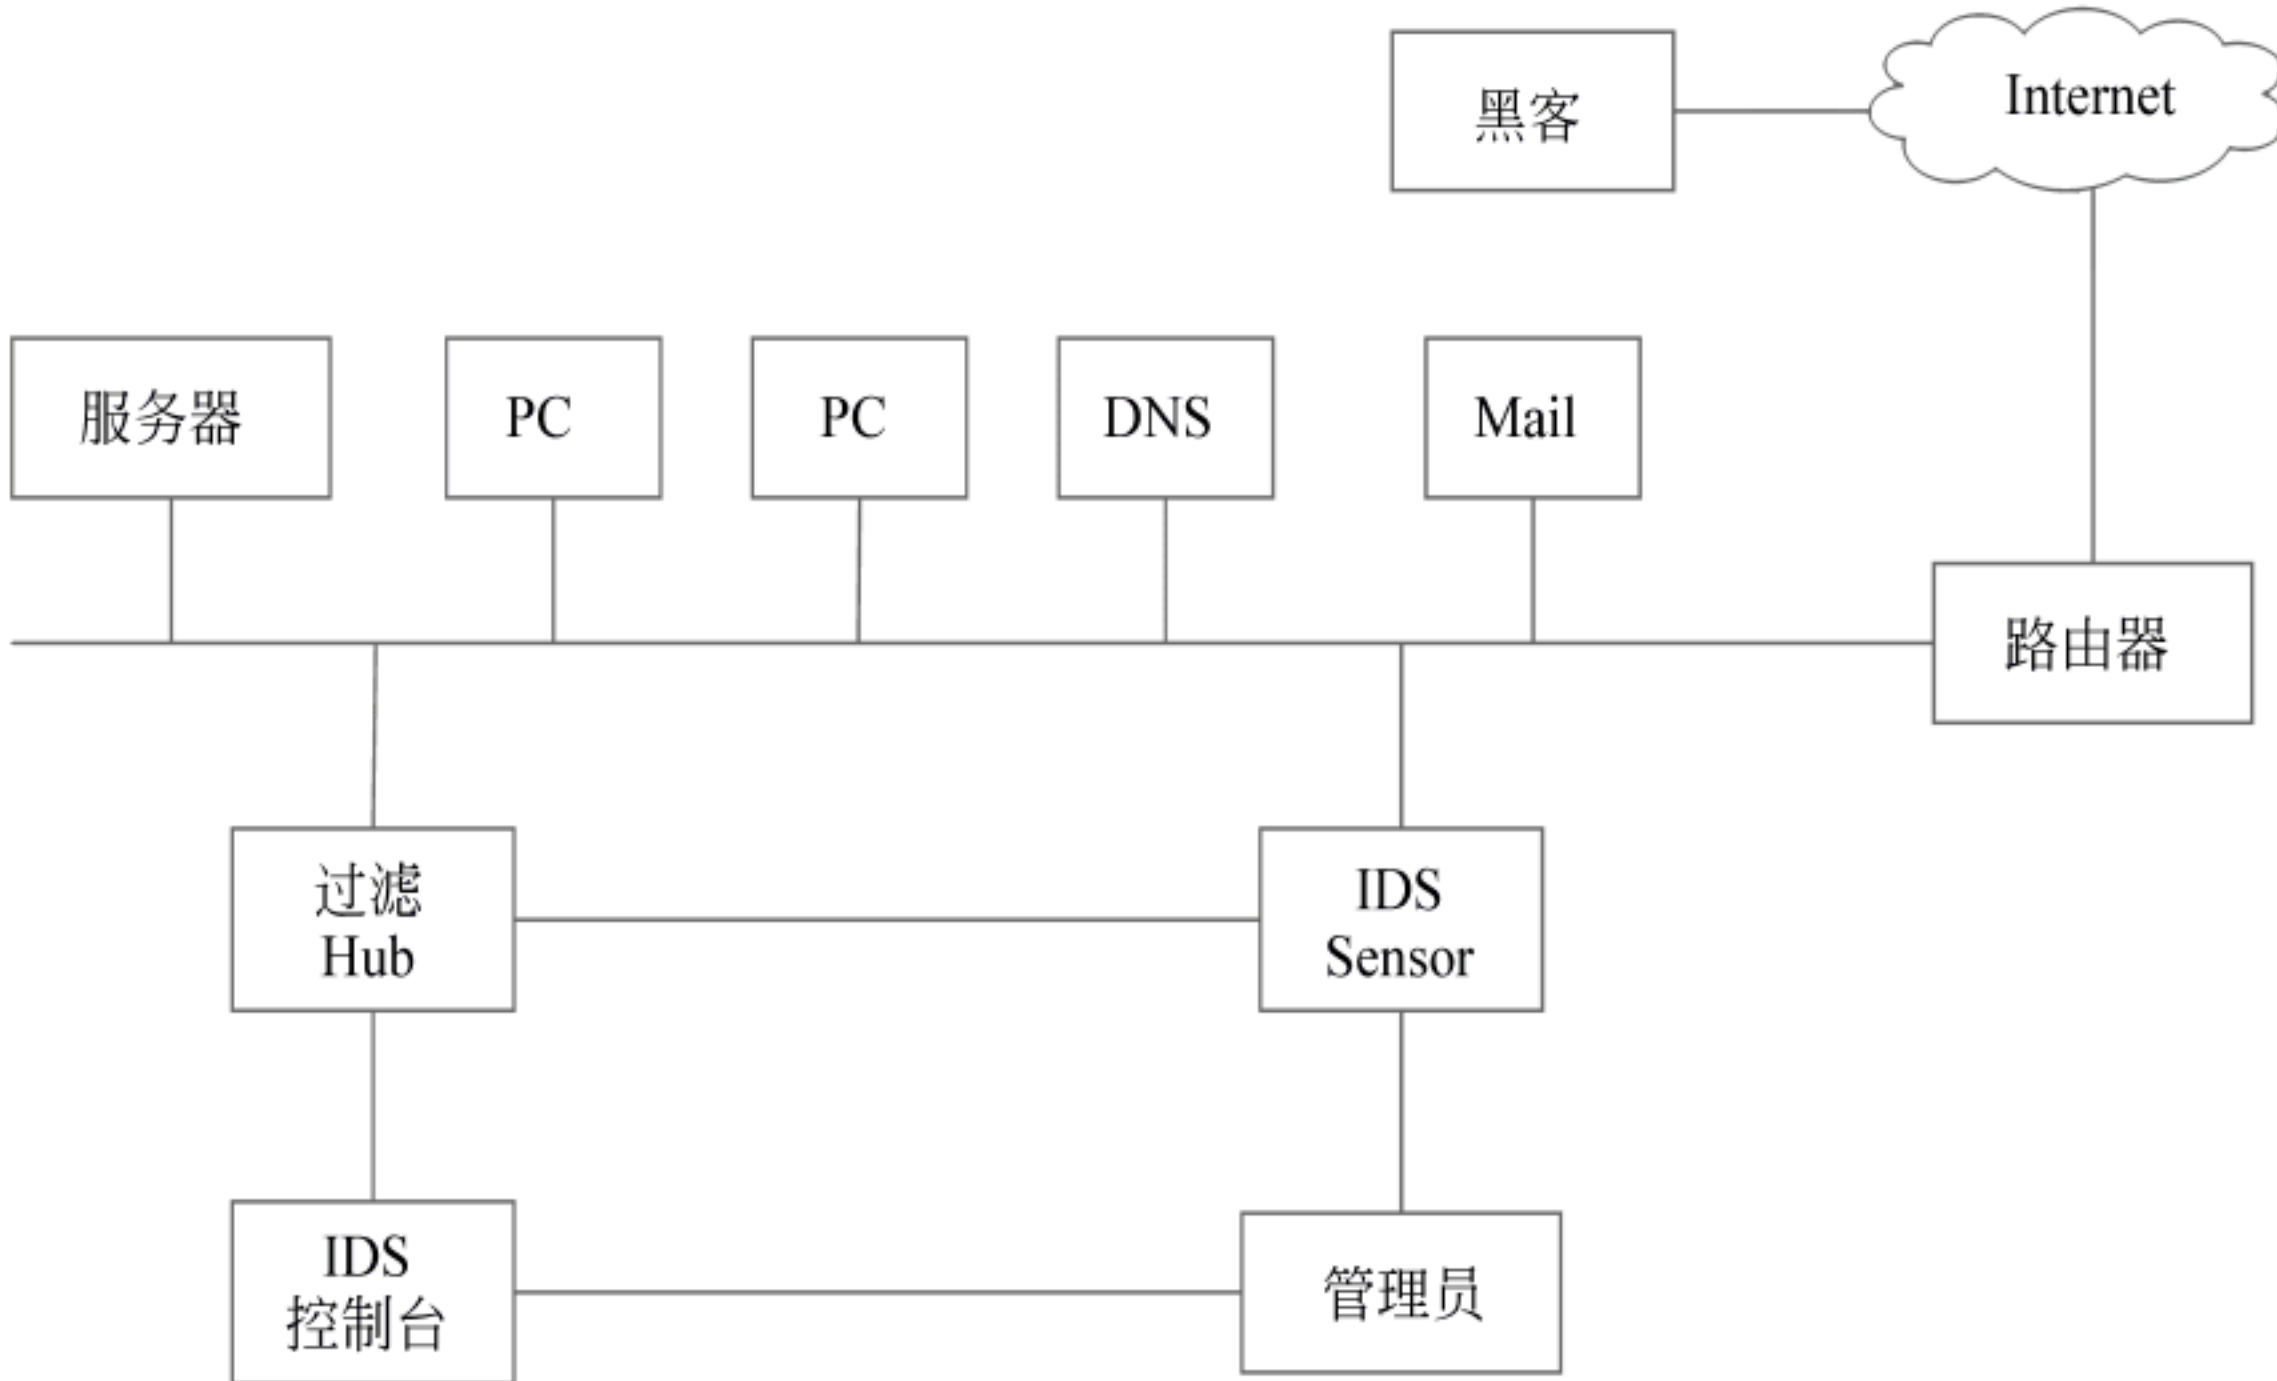 黑客
Internet
服务器
PC
PC
DNS
Mail
路由器
过滤
Hub
IDS
Sensor
IDS
控制台
管理员